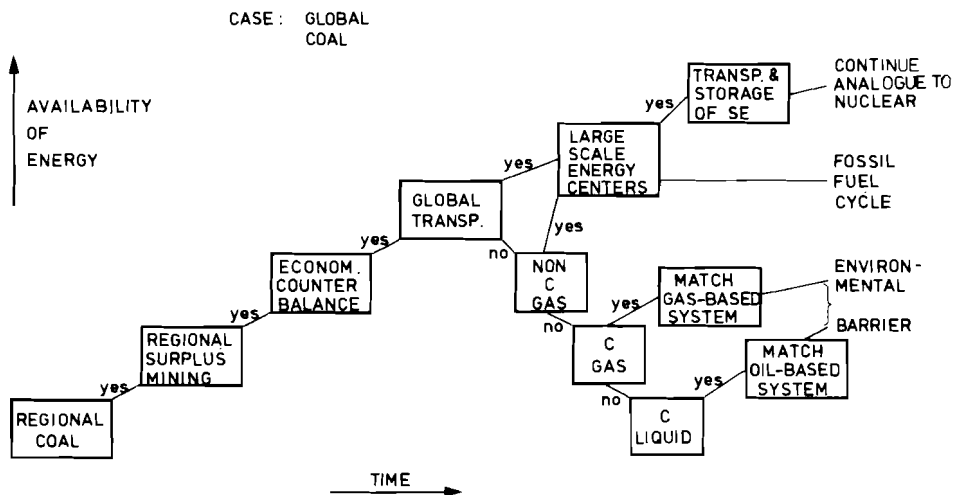 CASE: GLOBAL
COAL
AVAILABILITY
OF
ENERGY
TRANSP. &
STORAGE
OF SE
CONTINUE
ANALOGUE TO
NUCLEAR
yes
LARGE
SCALE
ENERGY
CENTERS
FOSSIL
FUEL
CYCLE
yes
GLOBAL
TRANSP.
yes
yes
no
NON
C
GAS
ECONOM.
COUNTER
BALANCE
ENVIRON-
MENTAL
BARRIER
MATCH
GAS-BASED
SYSTEM
yes
no
yes
REGIONAL
SURPLUS
MINING
C
GAS
MATCH
OIL-BASED
SYSTEM
yes
no
yes
REGIONAL
COAL
C
LIQUID
TIME